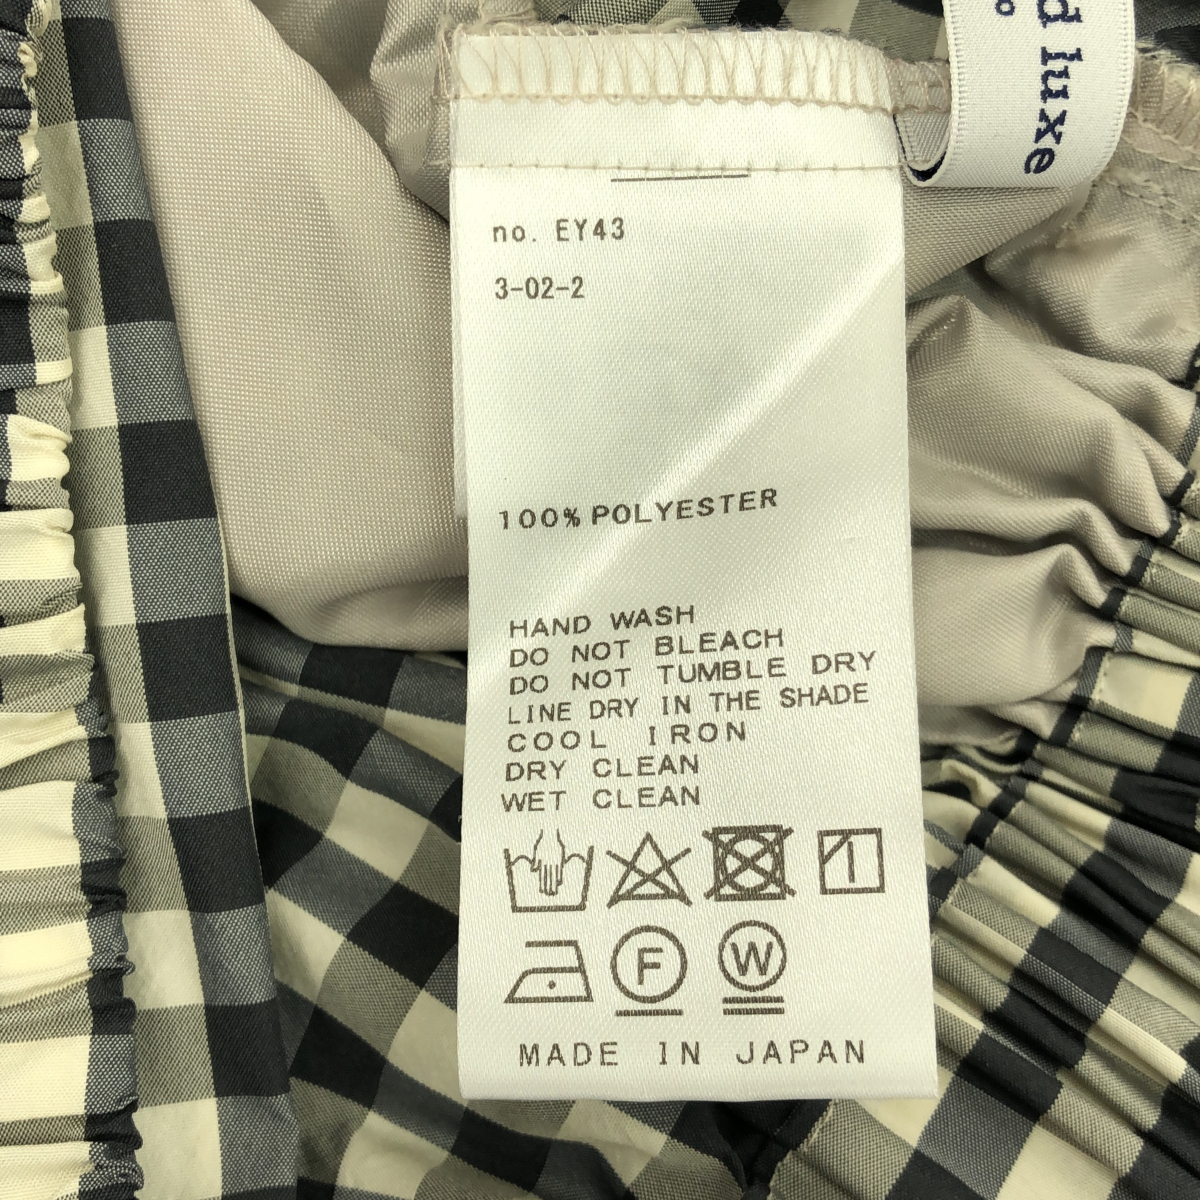 d luxe
no. EY43
3-02-2
100% POLYESTER
HAND WASH
DO NOT BLEACH
DO NOT TUMBLE DRY
LINE DRY IN THE SHADE
COOL IRON
DRY CLEAN
WET CLEAN
F W
MADE IN JAPAN